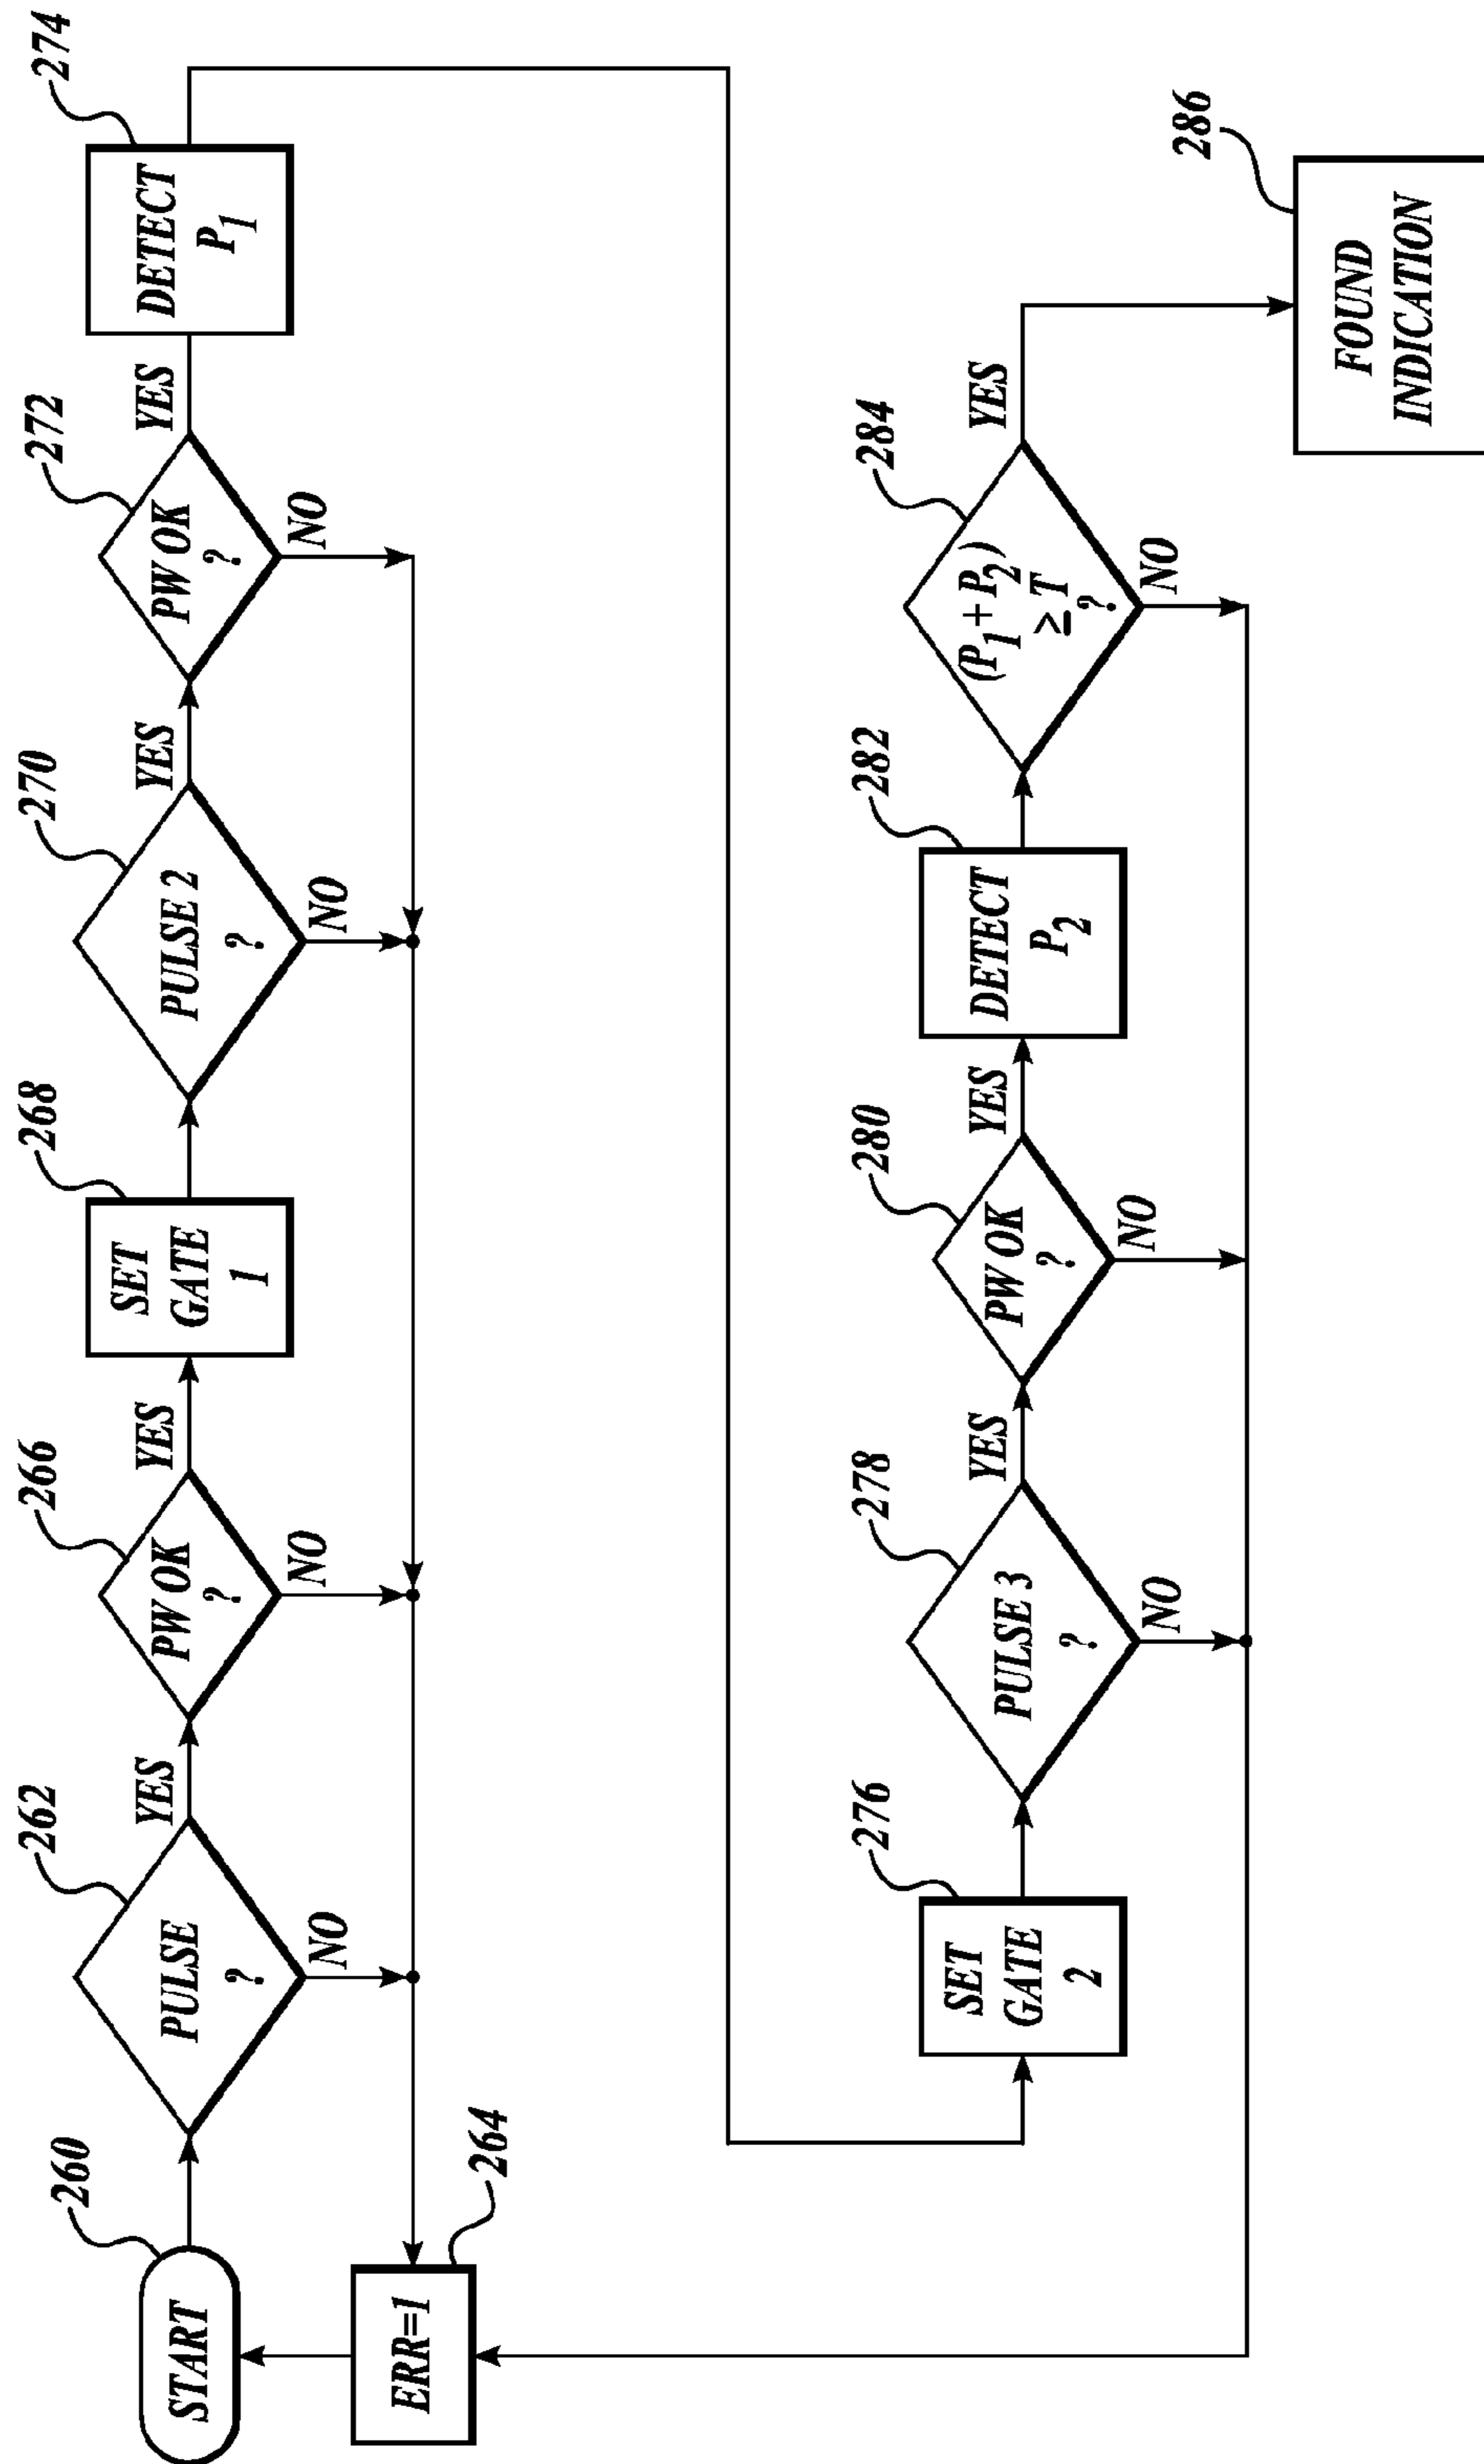 260
START
262
PULSE
?
YES
NO
264
ERR=1
266
PW OK
?
YES
NO
268
SET
GATE
1
270
PULSE 2
?
YES
NO
272
PW OK
?
YES
NO
274
DETECT
P1
276
SET
GATE
2
278
PULSE 3
?
YES
NO
280
PW OK
?
YES
NO
282
DETECT
P2
284
(P1 + P2)
≥ T
?
YES
NO
286
FOUND
INDICATION